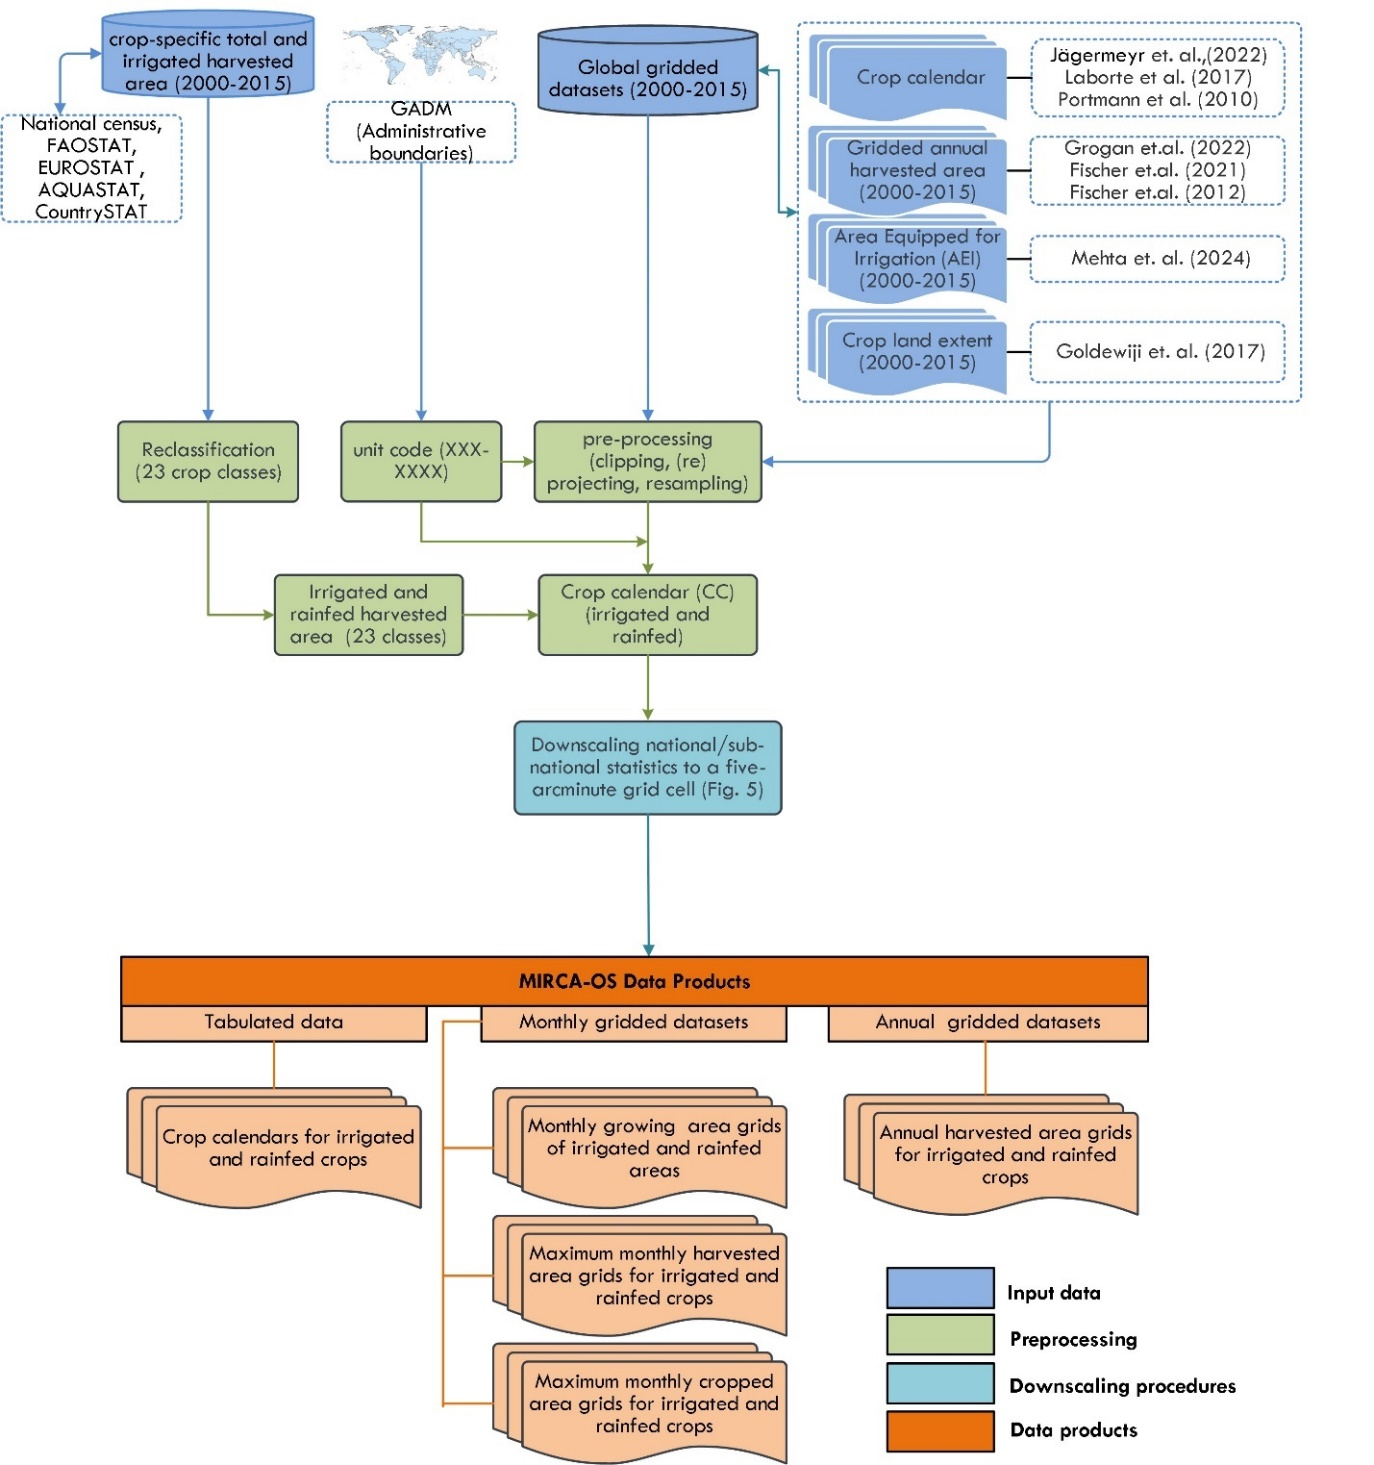 crop-specific total and
irrigated harvested
area (2000-2015)
National census,
FAOSTAT,
EUROSTAT ,
AQUASTAT,
CountrySTAT
GADM
(Administrative
boundaries)
Global gridded
datasets (2000-2015)
Crop calendar
Jägermeyr et. al.,(2022)
Laborte et al. (2017)
Portmann et al. (2010)
Gridded annual
harvested area
(2000-2015)
Grogan et.al. (2022)
Fischer et.al. (2021)
Fischer et.al. (2012)
Area Equipped for
Irrigation (AEI)
(2000-2015)
Mehta et. al. (2024)
Crop land extent
(2000-2015)
Goldewiji et. al. (2017)
Reclassification
(23 crop classes)
unit code (XXX-
XXXX)
pre-processing
(clipping, (re)
projecting, resampling)
Irrigated and
rainfed harvested
area (23 classes)
Crop calendar (CC)
(irrigated and
rainfed)
Downscaling national/sub-
national statistics to a five-
arcminute grid cell (Fig. 5)
MIRCA-OS Data Products
Tabulated data
Monthly gridded datasets
Annual gridded datasets
Crop calendars for irrigated
and rainfed crops
Monthly growing area grids
of irrigated and rainfed
areas
Annual harvested area grids
for irrigated and rainfed
crops
Maximum monthly harvested
area grids for irrigated and
rainfed crops
Maximum monthly cropped
area grids for irrigated and
rainfed crops
Input data
Preprocessing
Downscaling procedures
Data products